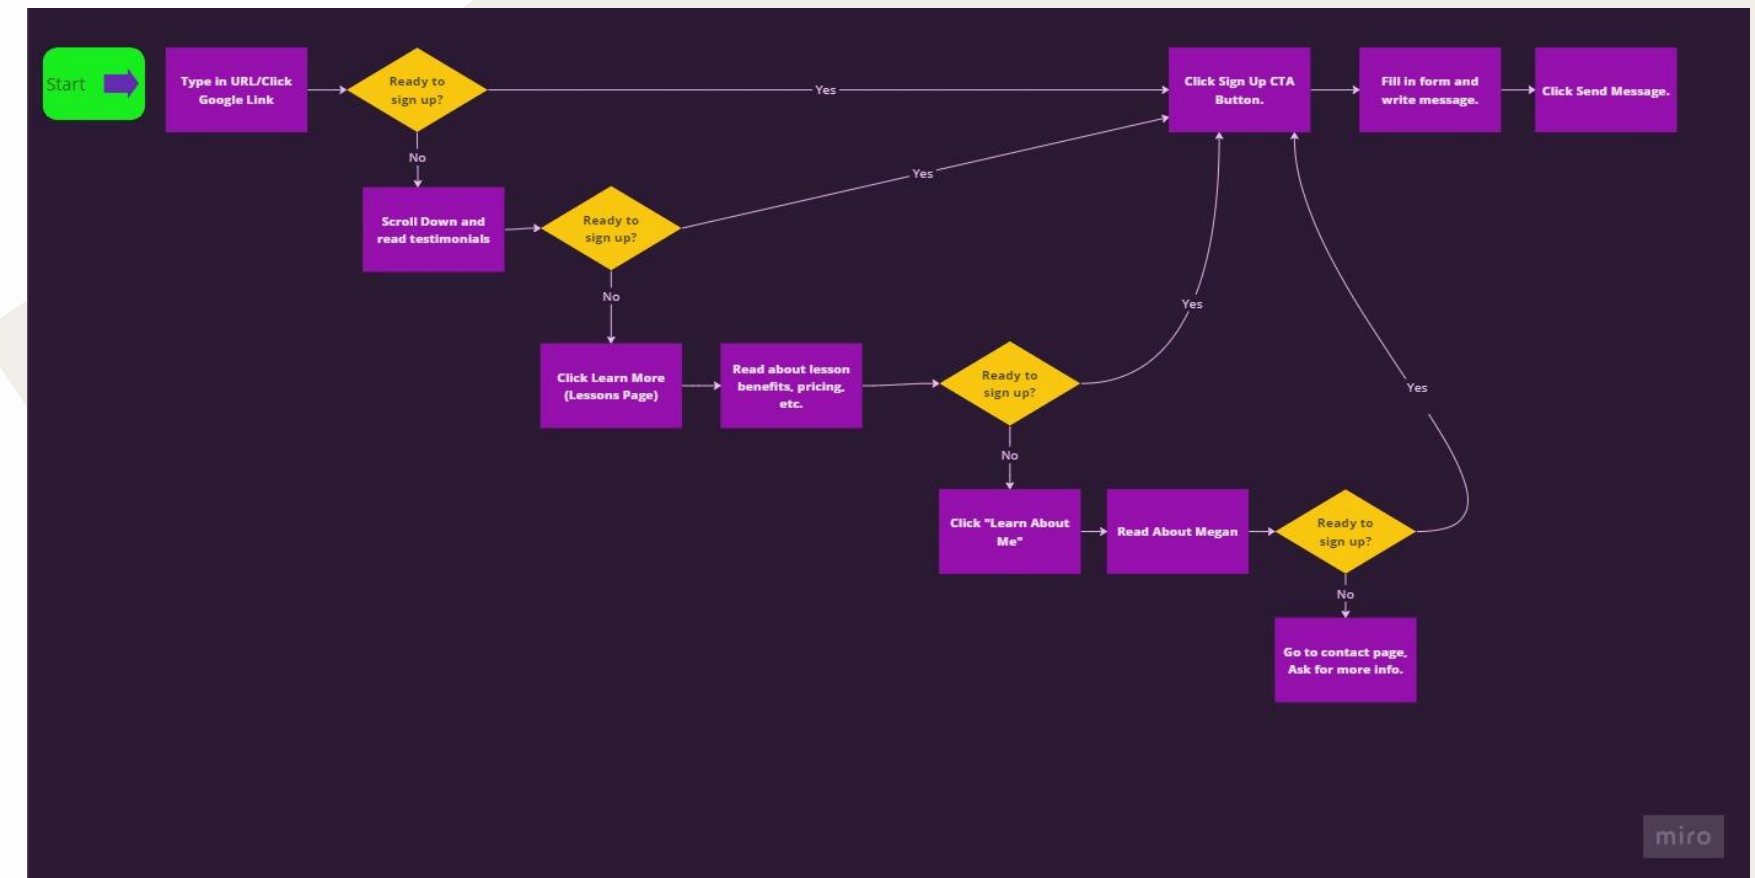 Start
Type in URL/Click
Google Link
Ready to
sign up?
Yes
Click Sign Up CTA
Button.
Fill in form and
write message.
Click Send Message.
No
Scroll Down and
read testimonials
Ready to
sign up?
Yes
No
Click Learn More
(Lessons Page)
Read about lesson
benefits, pricing,
etc.
Ready to
sign up?
Yes
No
Click "Learn About
Me"
Read About Megan
Ready to
sign up?
Yes
No
Go to contact page,
Ask for more info.
miro